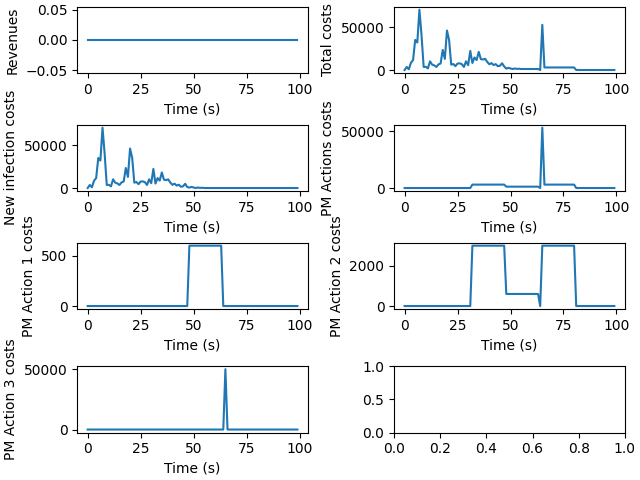 Revenues
0.05
0.00
−0.05
0 25 50 75 100
Time (s)
Total costs
50000
0
0 25 50 75 100
Time (s)
New infection costs
50000
0
0 25 50 75 100
Time (s)
PM Actions costs
50000
0
0 25 50 75 100
Time (s)
PM Action 1 costs
500
0
0 25 50 75 100
Time (s)
PM Action 2 costs
2000
0
0 25 50 75 100
Time (s)
PM Action 3 costs
50000
0
0 25 50 75 100
Time (s)
1.0
0.5
0.0
0.0 0.2 0.4 0.6 0.8 1.0